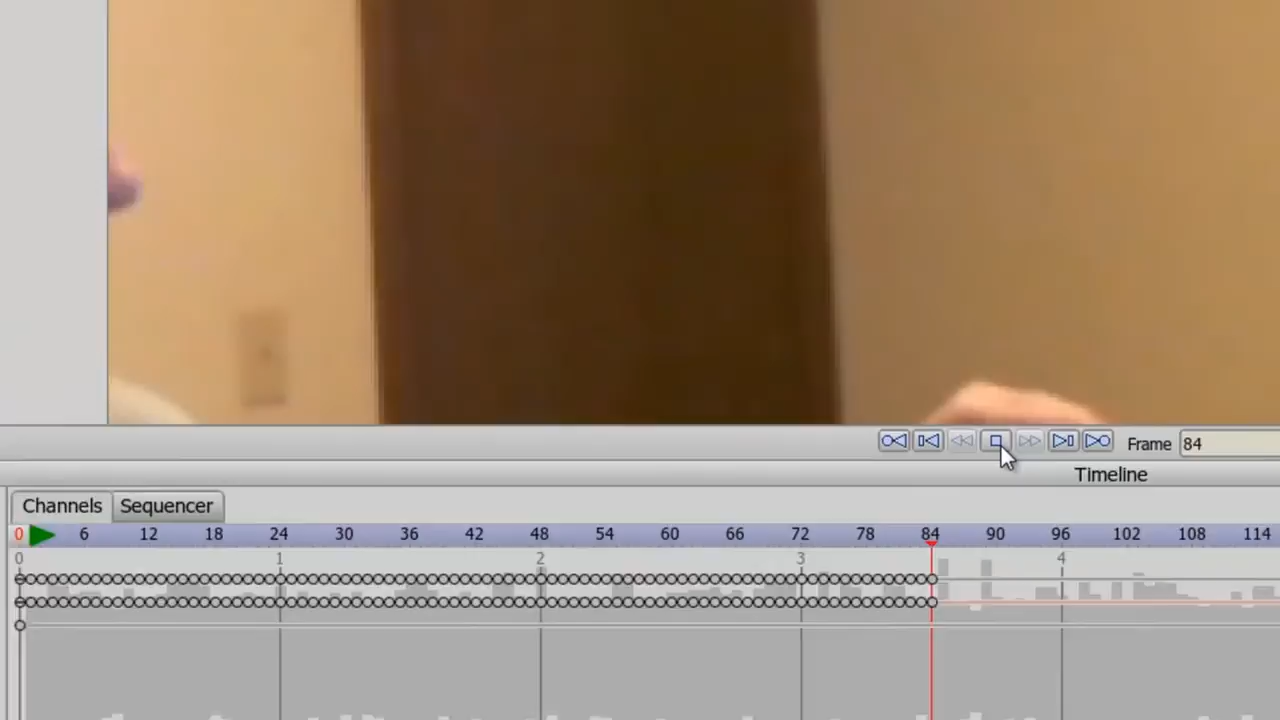 Frame 84
Timeline
Channels Sequencer
0 6 12 18 24 30 36 42 48 54 60 66 72 78 84 90 96 102 108 114
0 1 2 3 4